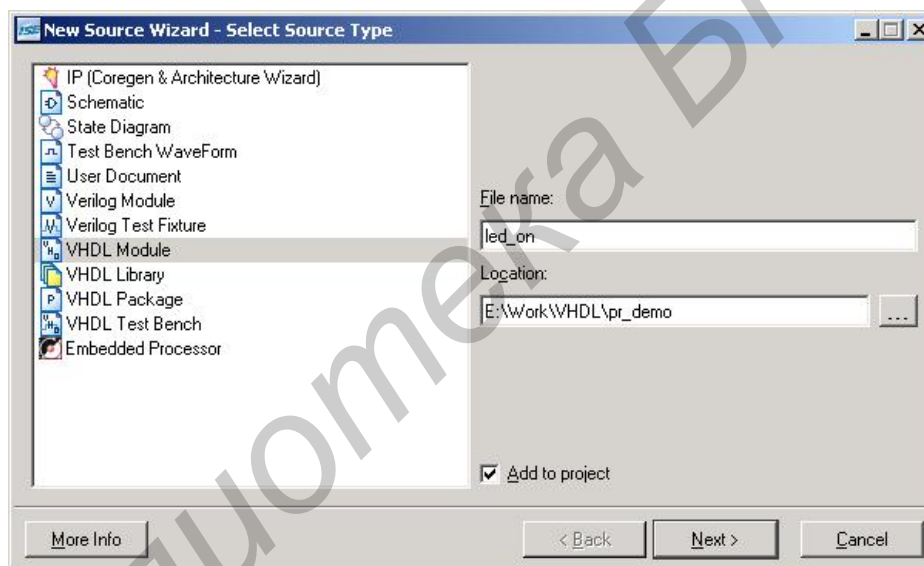 New Source Wizard - Select Source Type
IP (Coregen & Architecture Wizard)
Schematic
State Diagram
Test Bench WaveForm
User Document
Verilog Module
Verilog Test Fixture
VHDL Module
VHDL Library
VHDL Package
VHDL Test Bench
Embedded Processor
File name:
led_on
Location:
E:\Work\VHDL\pr_demo
...
Add to project
More Info
< Back
Next >
Cancel